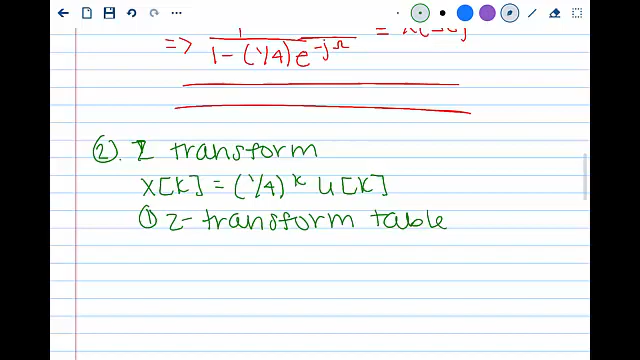 => 1 / (1 - (1/4) e^-jΩ) =
②. Z transform
x[k] = (1/4)^k u[k]
① z-transform table